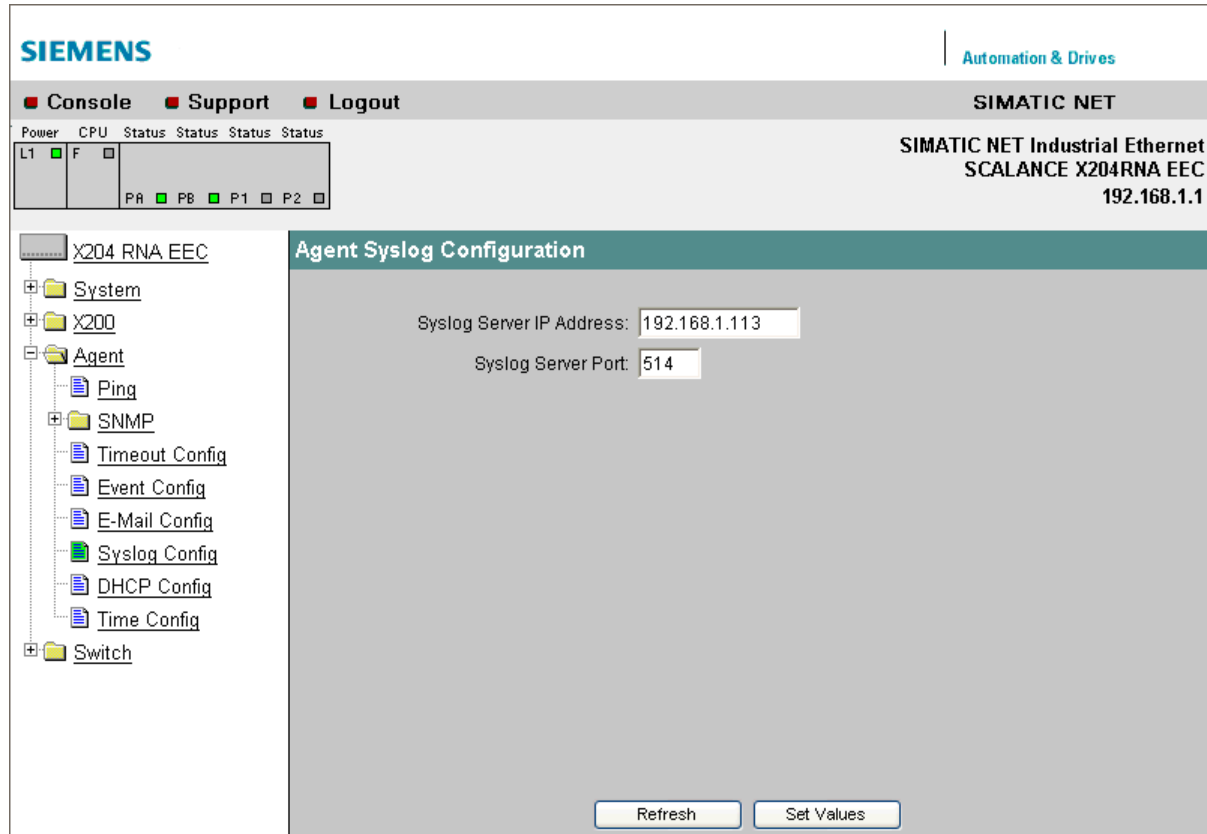 SIEMENS
Automation & Drives
Console Support Logout SIMATIC NET
Power CPU Status Status Status Status
L1 F
PA PB P1 P2
SIMATIC NET Industrial Ethernet
SCALANCE X204RNA EEC
192.168.1.1
X204 RNA EEC
System
X200
Agent
Ping
SNMP
Timeout Config
Event Config
E-Mail Config
Syslog Config
DHCP Config
Time Config
Switch
Agent Syslog Configuration
Syslog Server IP Address: 192.168.1.113
Syslog Server Port: 514
Refresh Set Values